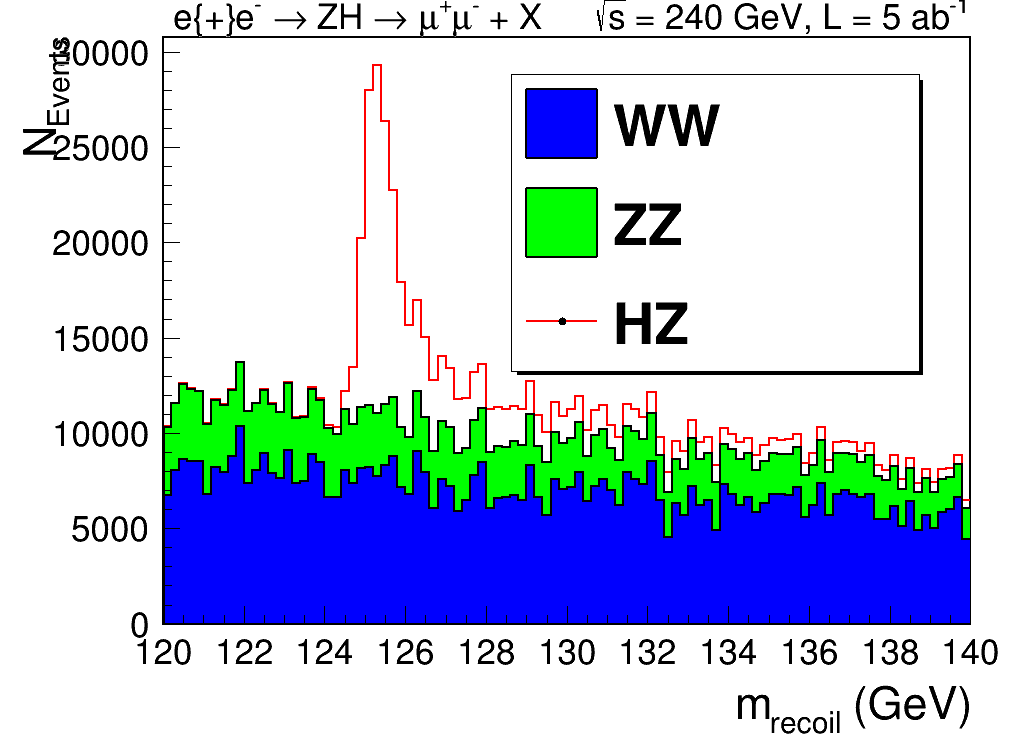 e{+}e⁻ → ZH → μ⁺μ⁻ + X √s = 240 GeV, L = 5 ab⁻¹
N_Events
30000
25000
20000
15000
10000
5000
0
WW
ZZ
HZ
120 122 124 126 128 130 132 134 136 138 140
m_recoil (GeV)